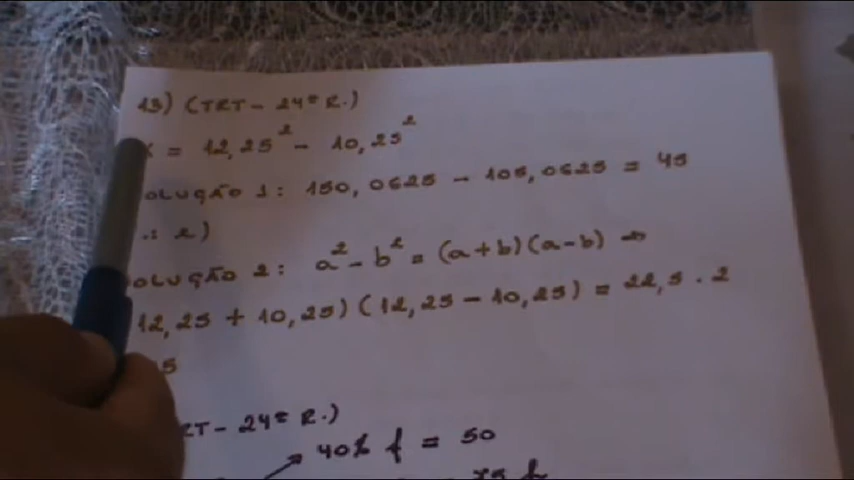 13) (TRT - 24ª R.)
= 12,25² - 10,25²
OLUÇÃO 1: 150,0625 - 105,0625 = 45
∴ e)
OLUÇÃO 2: a² - b² = (a+b)(a-b) ⇒
12,25 + 10,25)(12,25 - 10,25) = 22,5 . 2
5
RT - 24ª R.)
40% f = 50